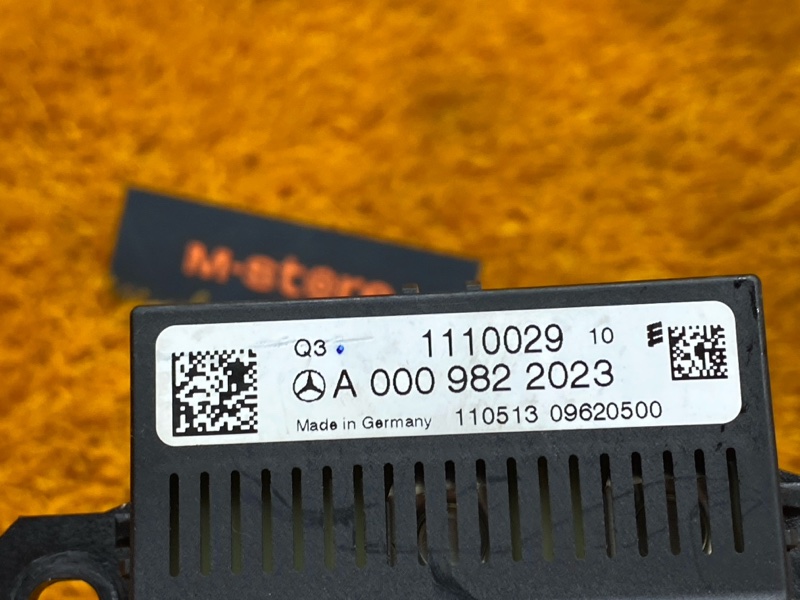 M-store
Q3 1110029 10
A 000 982 2023
Made in Germany 110513 09620500